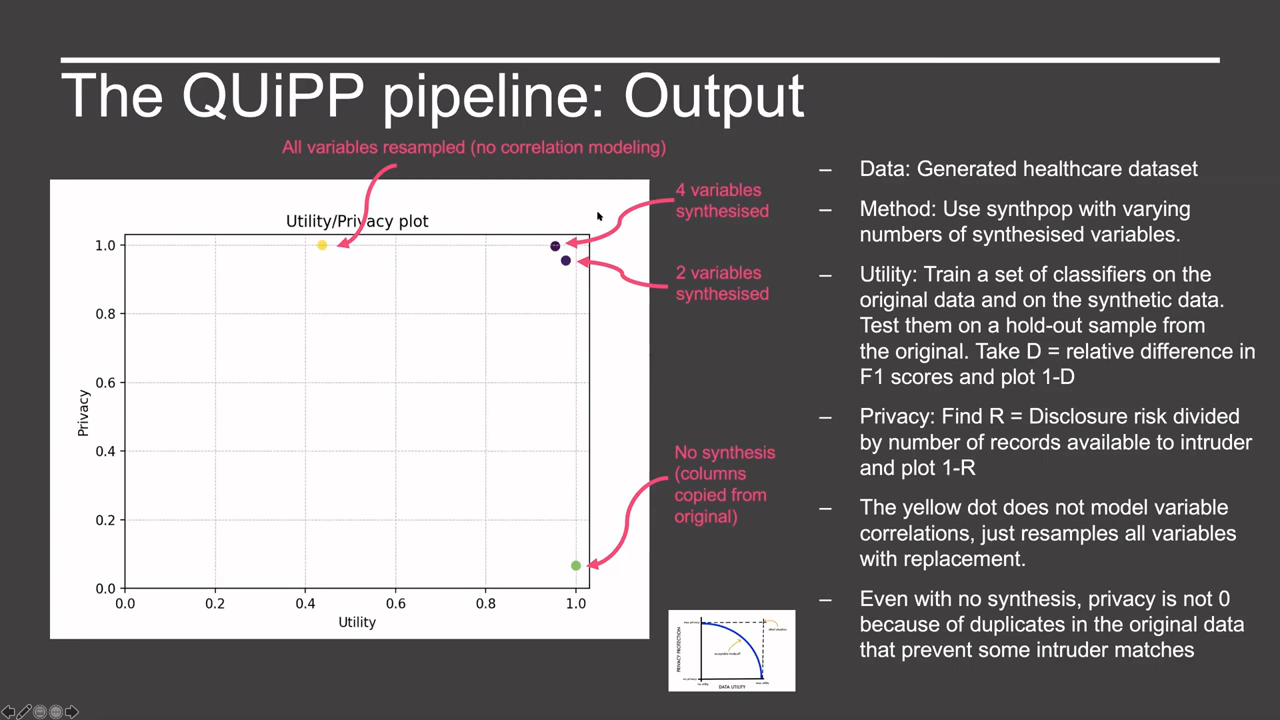 The QUiPP pipeline: Output
All variables resampled (no correlation modeling)
4 variables
synthesised
2 variables
synthesised
No synthesis
(columns
copied from
original)
Utility/Privacy plot
1.0
0.8
0.6
0.4
0.2
0.0
Privacy
0.0 0.2 0.4 0.6 0.8 1.0
Utility
– Data: Generated healthcare dataset
– Method: Use synthpop with varying
numbers of synthesised variables.
– Utility: Train a set of classifiers on the
original data and on the synthetic data.
Test them on a hold-out sample from
the original. Take D = relative difference in
F1 scores and plot 1-D
– Privacy: Find R = Disclosure risk divided
by number of records available to intruder
and plot 1-R
– The yellow dot does not model variable
correlations, just resamples all variables
with replacement.
– Even with no synthesis, privacy is not 0
because of duplicates in the original data
that prevent some intruder matches
PRIVACY PROTECTION
DATA UTILITY